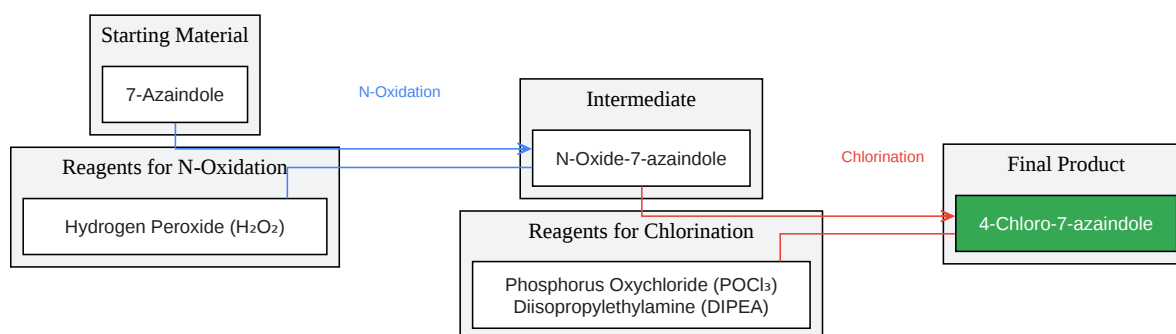 Starting Material
7-Azaindole
N-Oxidation
Reagents for N-Oxidation
Hydrogen Peroxide (H₂O₂)
Intermediate
N-Oxide-7-azaindole
Chlorination
Reagents for Chlorination
Phosphorus Oxychloride (POCl₃)
Diisopropylethylamine (DIPEA)
Final Product
4-Chloro-7-azaindole